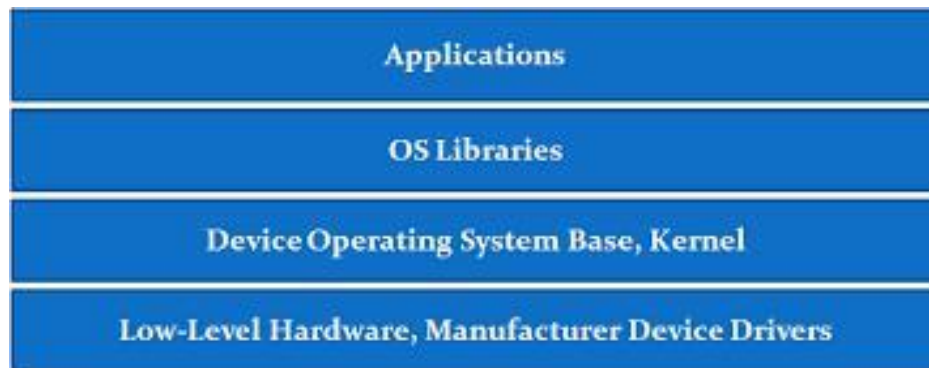 Applications
OS Libraries
Device Operating System Base, Kernel
Low-Level Hardware, Manufacturer Device Drivers